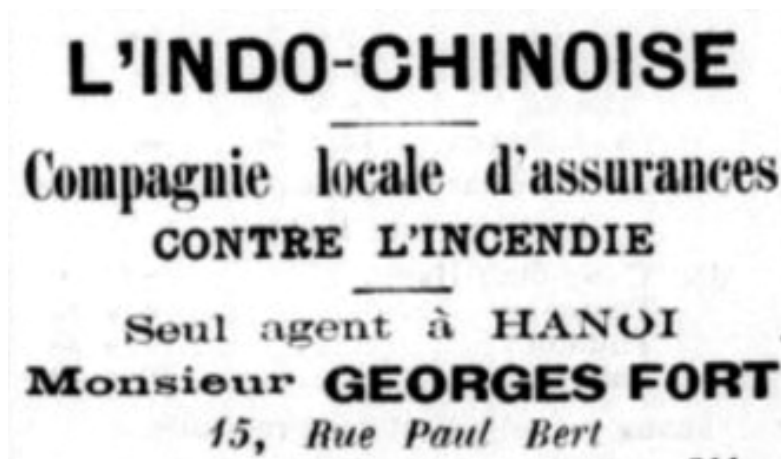 L'INDO-CHINOISE
Compagnie locale d'assurances
CONTRE L'INCENDIE
Seul agent à HANOI
Monsieur GEORGES FORT
15, Rue Paul Bert